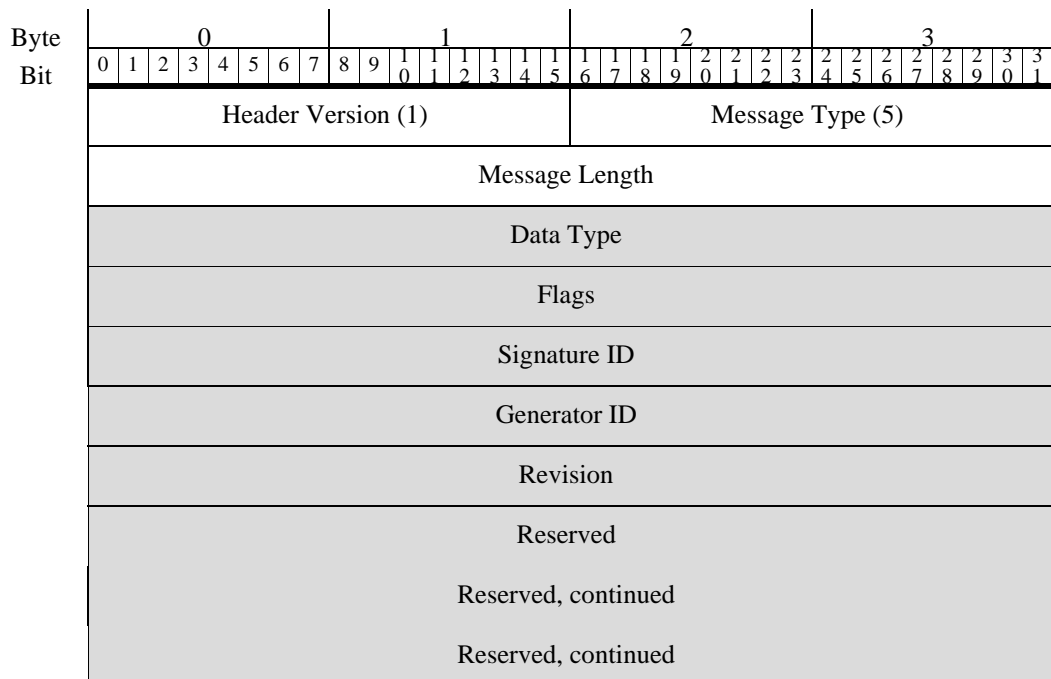 Byte 0 1 2 3
Bit 0 1 2 3 4 5 6 7 8 9 10 11 12 13 14 15 16 17 18 19 20 21 22 23 24 25 26 27 28 29 30 31
Header Version (1) Message Type (5)
Message Length
Data Type
Flags
Signature ID
Generator ID
Revision
Reserved
Reserved, continued
Reserved, continued